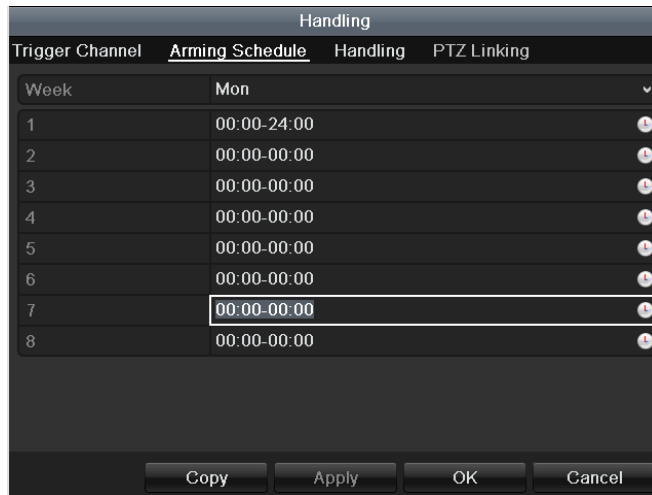 Handling
Trigger Channel Arming Schedule Handling PTZ Linking
Week Mon
1 00:00-24:00
2 00:00-00:00
3 00:00-00:00
4 00:00-00:00
5 00:00-00:00
6 00:00-00:00
7 00:00-00:00
8 00:00-00:00
Copy Apply OK Cancel